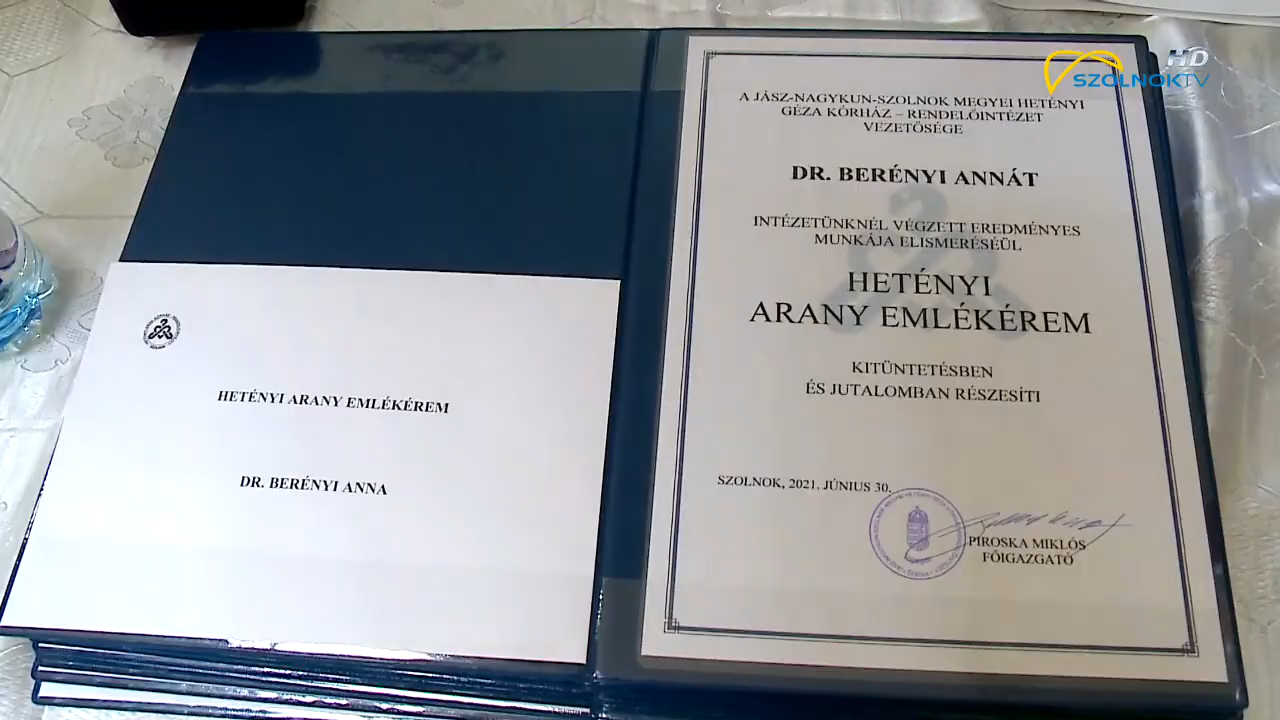 HD
SZOLNOKTV
A JÁSZ-NAGYKUN-SZOLNOK MEGYEI HETÉNYI
GÉZA KÓRHÁZ – RENDELŐINTÉZET
VEZETŐSÉGE
DR. BERÉNYI ANNÁT
INTÉZETÜNKNÉL VÉGZETT EREDMÉNYES
MUNKÁJA ELISMERÉSÉÜL
HETÉNYI
ARANY EMLÉKÉREM
KITÜNTETÉSBEN
ÉS JUTALOMBAN RÉSZESÍTI
SZOLNOK, 2021. JÚNIUS 30.
PIROSKA MIKLÓS
FŐIGAZGATÓ
HETÉNYI ARANY EMLÉKÉREM
DR. BERÉNYI ANNA